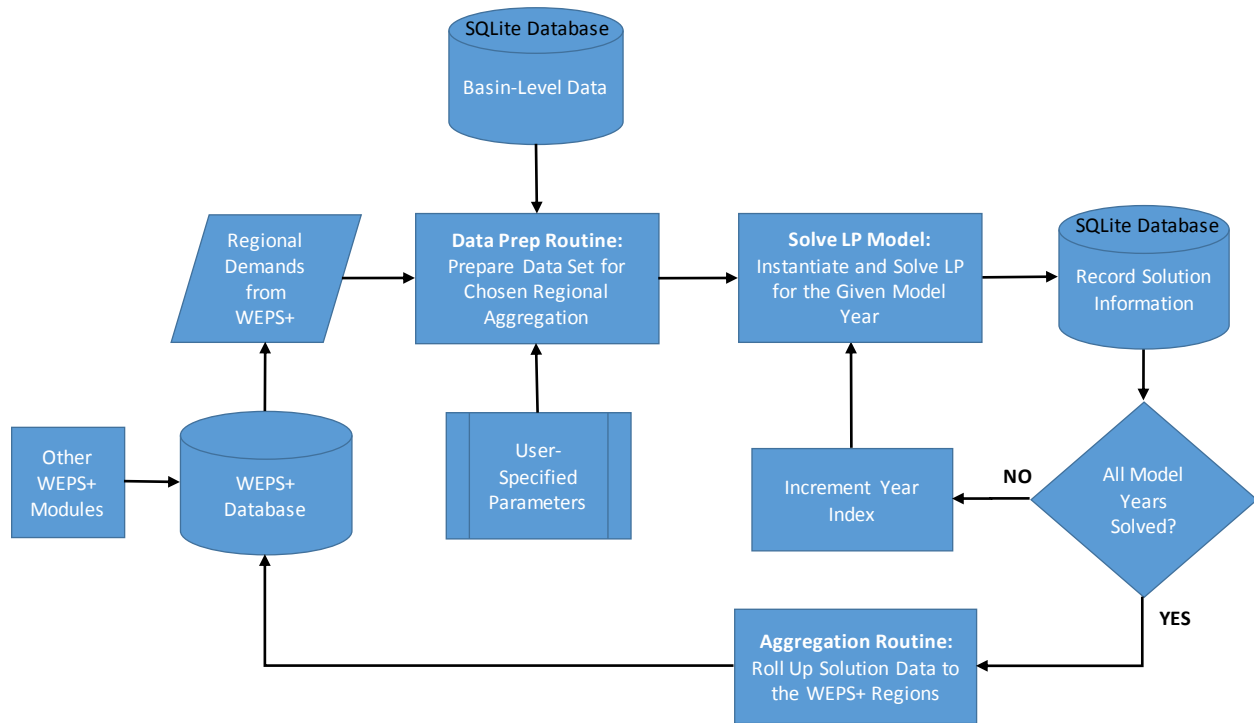 SQLite Database
Basin-Level Data
Regional
Demands
from
WEPS+
Data Prep Routine:
Prepare Data Set for
Chosen Regional
Aggregation
Solve LP Model:
Instantiate and Solve LP
for the Given Model
Year
SQLite Database
Record Solution
Information
Other
WEPS+
Modules
WEPS+
Database
User-
Specified
Parameters
Increment Year
Index
NO
All Model
Years
Solved?
YES
Aggregation Routine:
Roll Up Solution Data to
the WEPS+ Regions